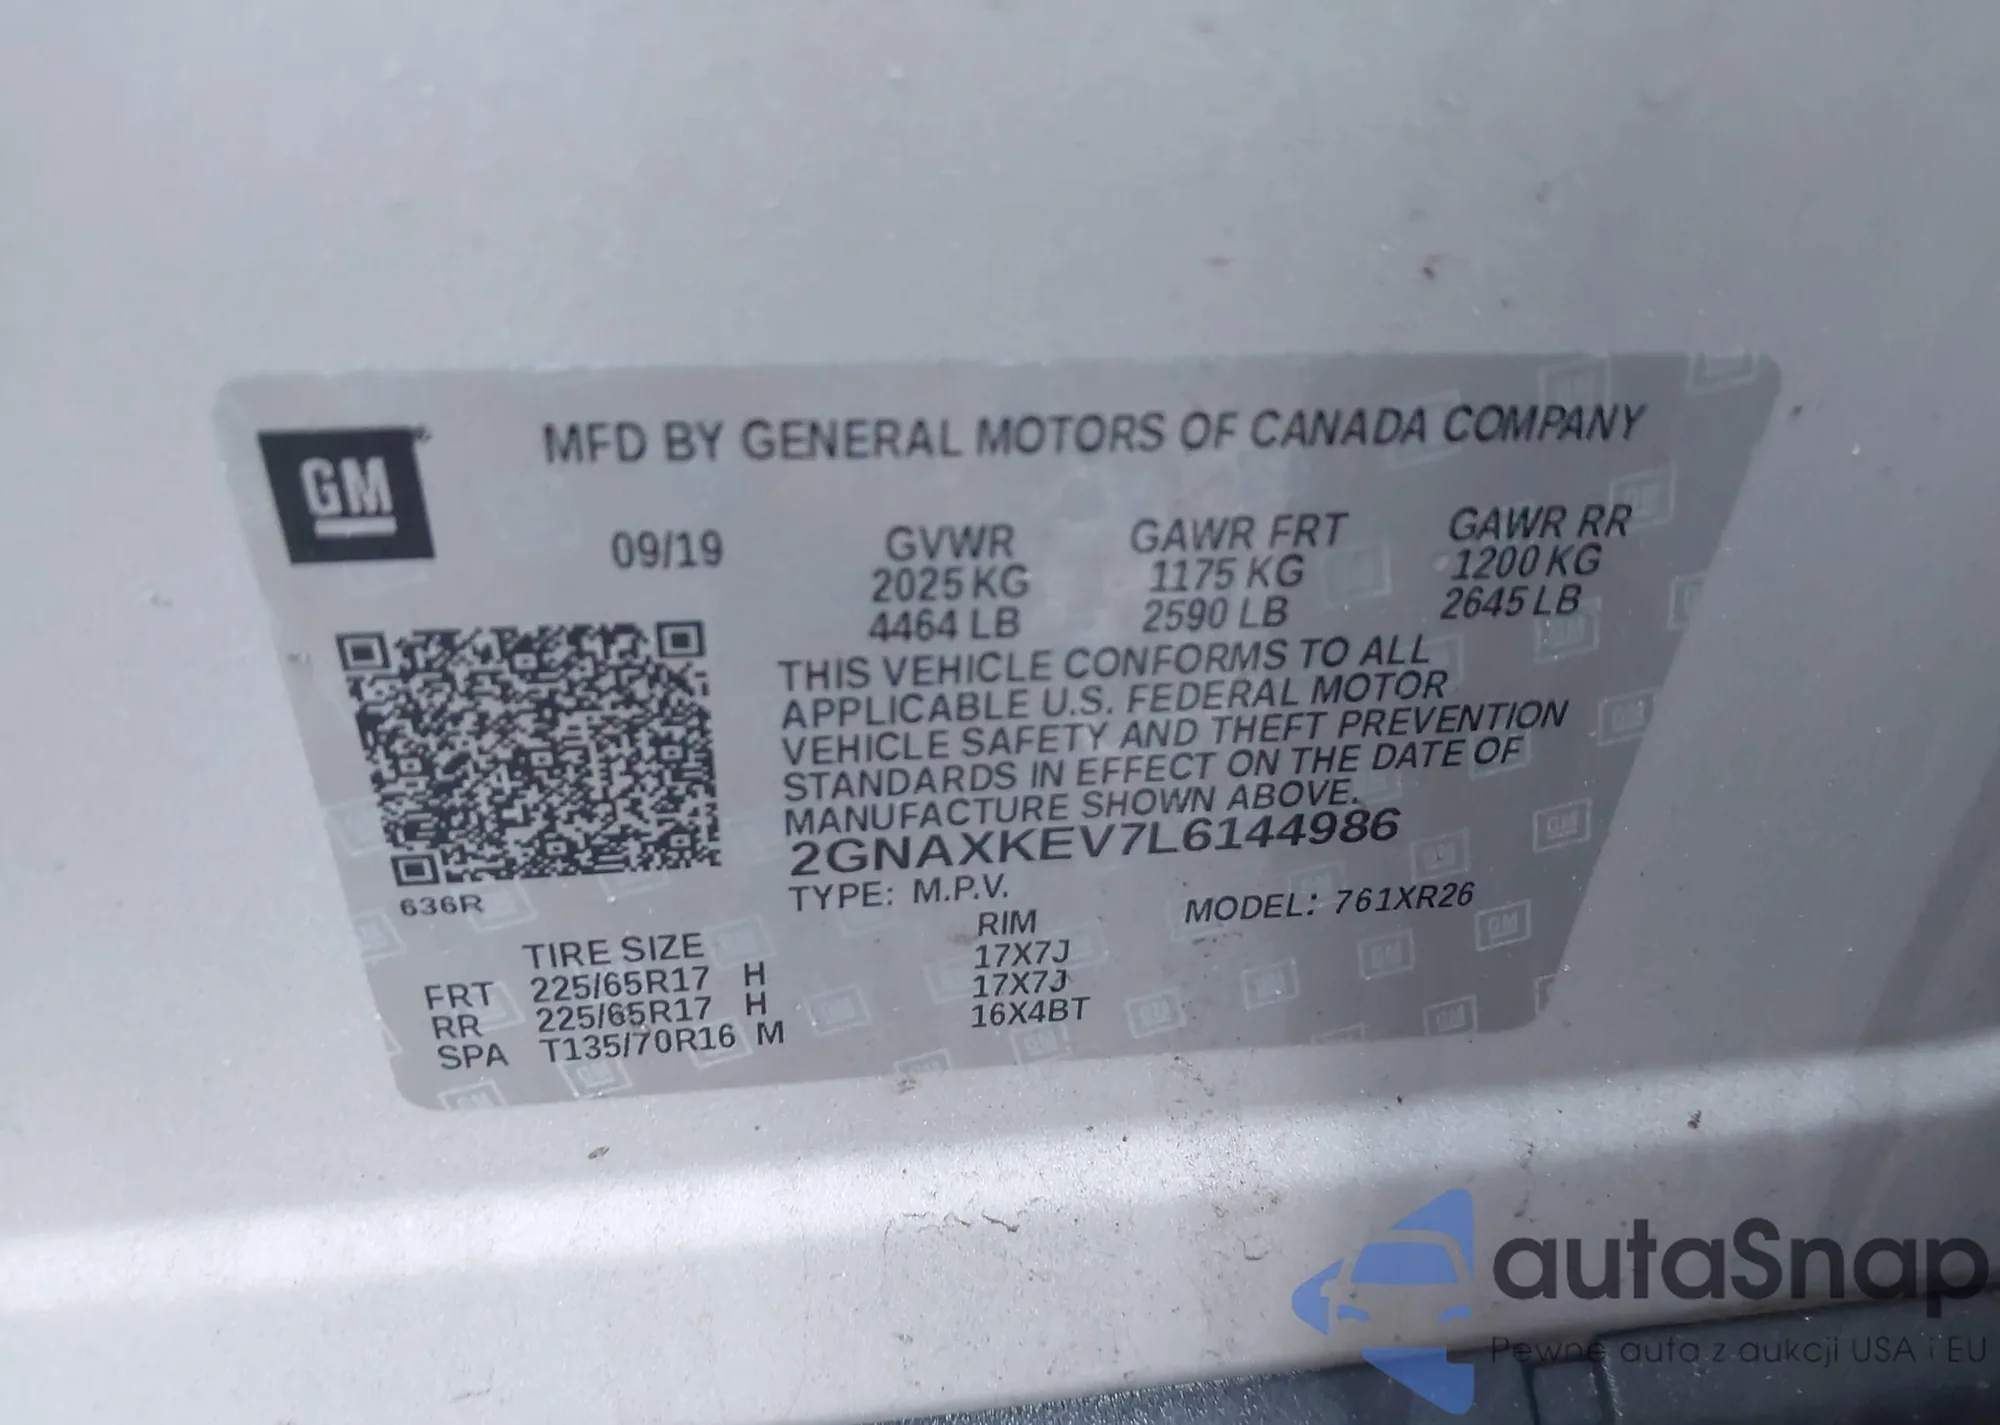 GM
MFD BY GENERAL MOTORS OF CANADA COMPANY
09/19
GVWR GAWR FRT GAWR RR
2025 KG 1175 KG 1200 KG
4464 LB 2590 LB 2645 LB
THIS VEHICLE CONFORMS TO ALL
APPLICABLE U.S. FEDERAL MOTOR
VEHICLE SAFETY AND THEFT PREVENTION
STANDARDS IN EFFECT ON THE DATE OF
MANUFACTURE SHOWN ABOVE.
2GNAXKEV7L6144986
TYPE: M.P.V. MODEL: 761XR26
636R
TIRE SIZE RIM
FRT 225/65R17 H 17X7J
RR 225/65R17 H 17X7J
SPA T135/70R16 M 16X4BT
autaSnap
Pewne auta z aukcji USA i EU